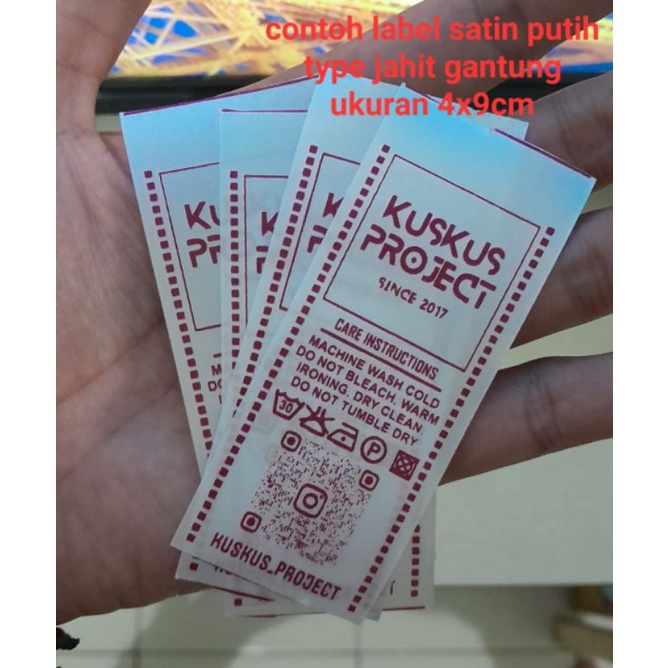 contoh label satin putih
type jahit gantung
ukuran 4x9cm
KUSKUS
PROJECT
SINCE 2017
CARE INSTRUCTIONS
MACHINE WASH COLD
DO NOT BLEACH. WARM
IRONING. DRY CLEAN.
DO NOT TUMBLE DRY
30
P
KUSKUS_PROJECT